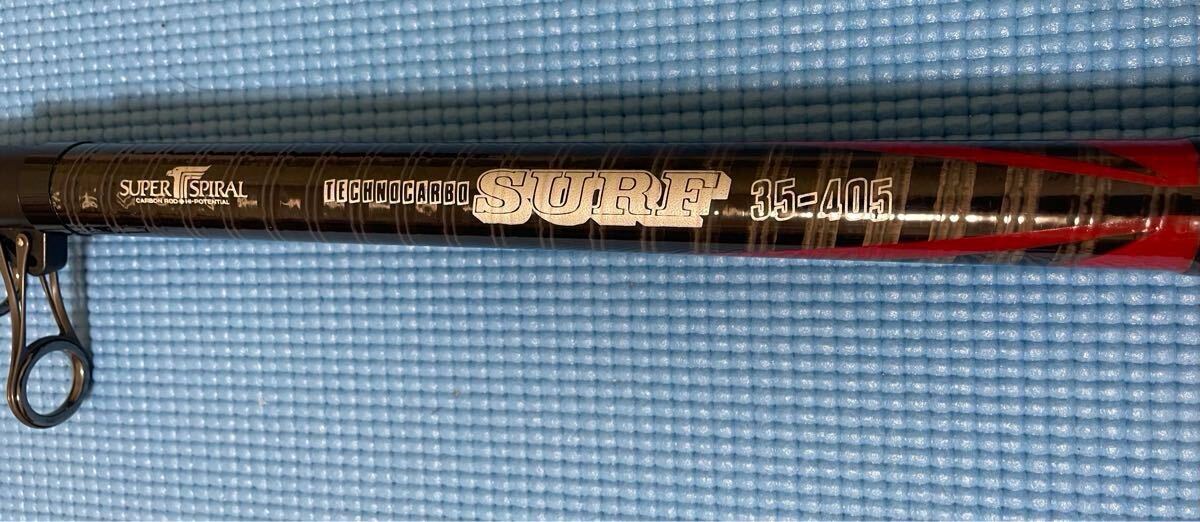 SUPER SPIRAL
CARBON ROD HI-POTENTIAL
TECHNOCARBO SURF 35-405